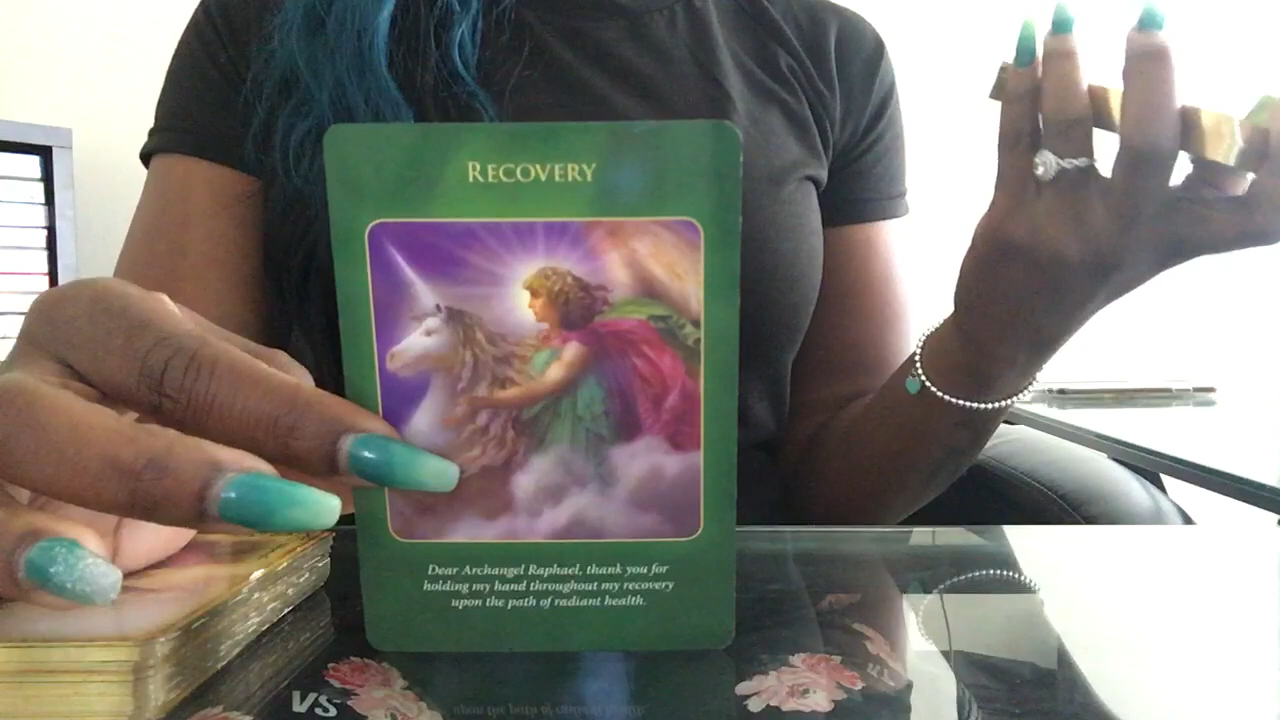 RECOVERY
Dear Archangel Raphael, thank you for
holding my hand throughout my recovery
upon the path of radiant health.
VS